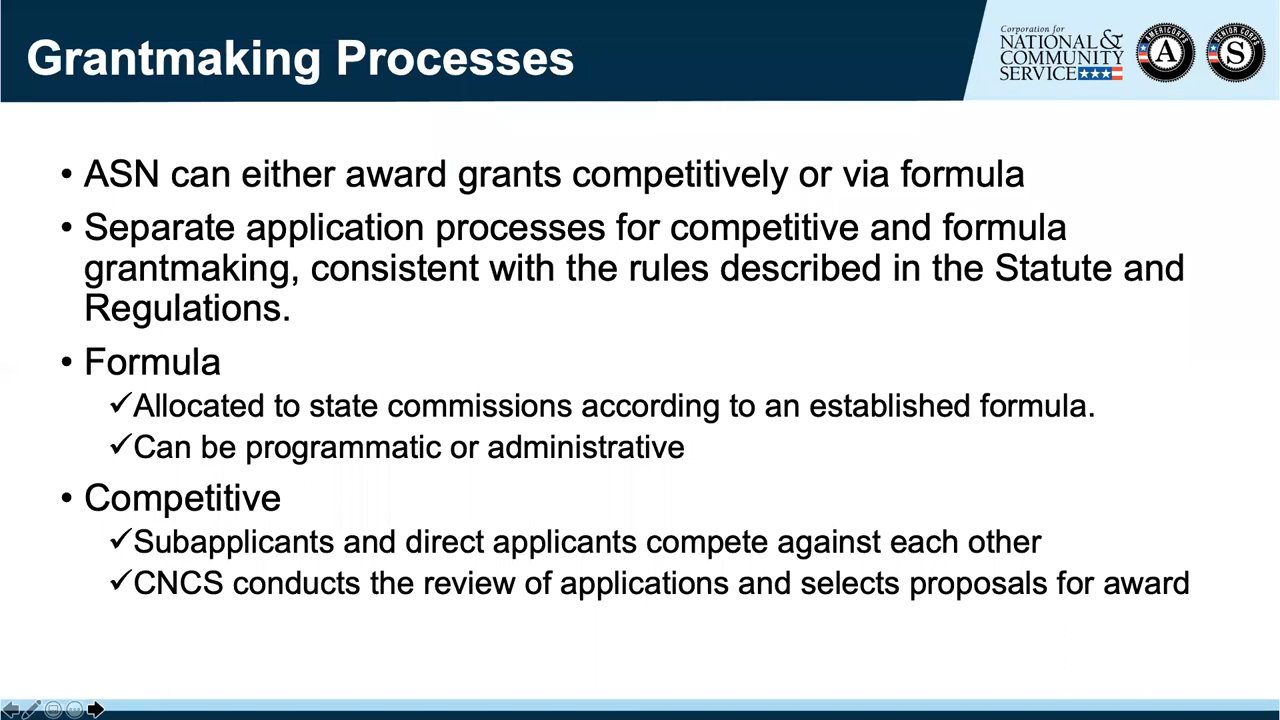 Grantmaking Processes
Corporation for
NATIONAL &
COMMUNITY
SERVICE
AMERICORPS
A
SENIOR CORPS
S
• ASN can either award grants competitively or via formula
• Separate application processes for competitive and formula
grantmaking, consistent with the rules described in the Statute and
Regulations.
• Formula
✓Allocated to state commissions according to an established formula.
✓Can be programmatic or administrative
• Competitive
✓Subapplicants and direct applicants compete against each other
✓CNCS conducts the review of applications and selects proposals for award